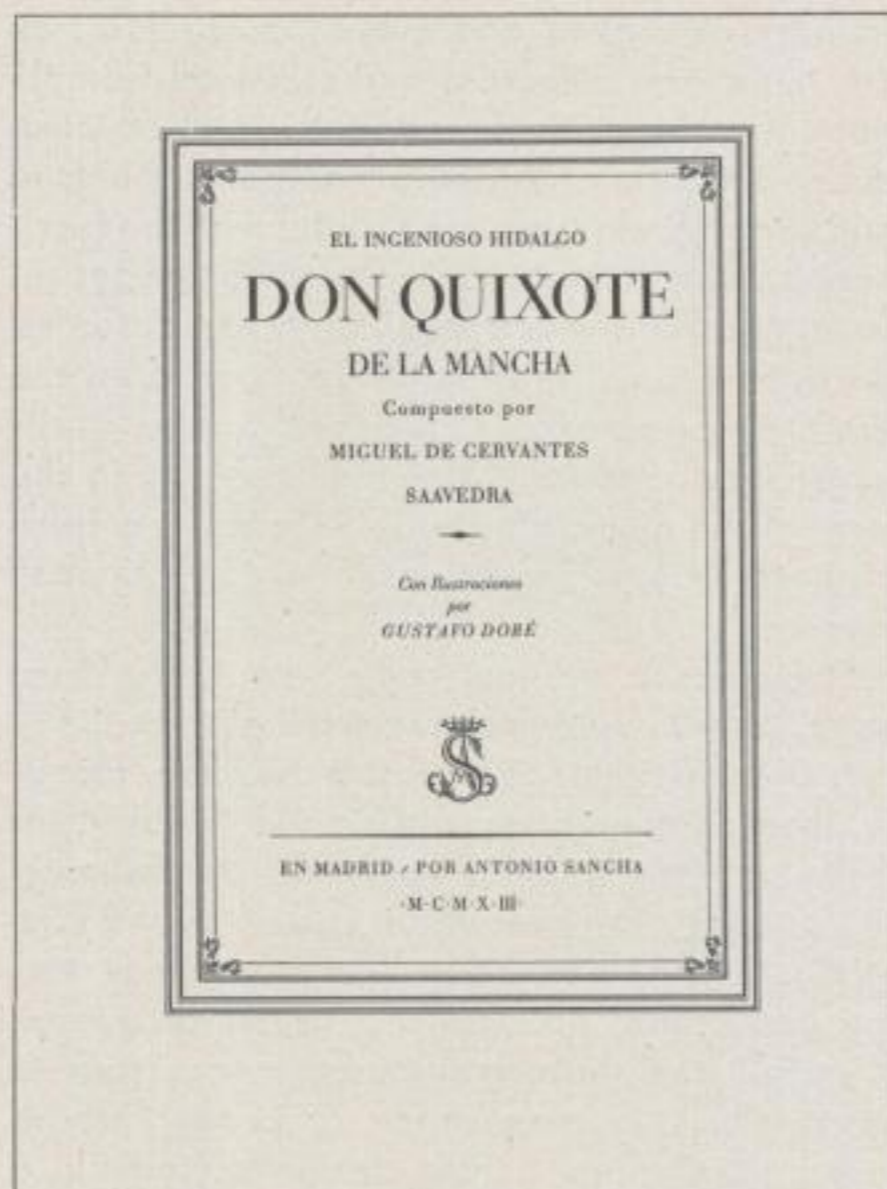 EL INGENIOSO HIDALGO
DON QUIXOTE
DE LA MANCHA
Compuesto por
MIGUEL DE CERVANTES
SAAVEDRA
Con Ilustraciones
por
GUSTAVO DORÉ
EN MADRID POR ANTONIO SANCHA
·M·C·M·X·III·